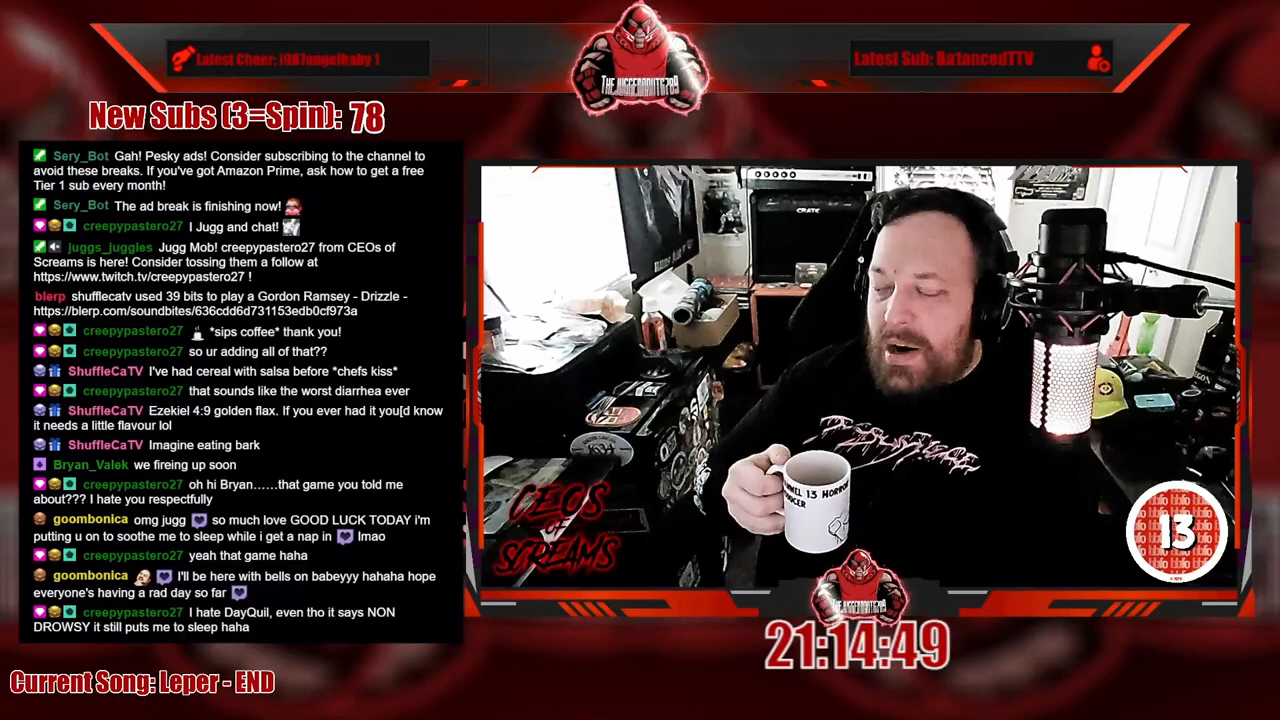 Latest Cheer: i987angelbaby 1
THEJUGGERNAUT6789
Latest Sub: Ba1ancedTTV
New Subs (3=Spin): 78
Sery_Bot Gah! Pesky ads! Consider subscribing to the channel to
avoid these breaks. If you've got Amazon Prime, ask how to get a free
Tier 1 sub every month!
Sery_Bot The ad break is finishing now!
creepypastero27 I Jugg and chat!
juggs_juggles Jugg Mob! creepypastero27 from CEOs of
Screams is here! Consider tossing them a follow at
https://www.twitch.tv/creepypastero27 !
blerp shufflecatv used 39 bits to play a Gordon Ramsey - Drizzle -
https://blerp.com/soundbites/636cdd6d731153edb0cf973a
creepypastero27 *sips coffee* thank you!
creepypastero27 so ur adding all of that??
ShuffleCaTV I've had cereal with salsa before *chefs kiss*
creepypastero27 that sounds like the worst diarrhea ever
ShuffleCaTV Ezekiel 4:9 golden flax. If you ever had it you[d know
it needs a little flavour lol
ShuffleCaTV Imagine eating bark
Bryan_Valek we fireing up soon
creepypastero27 oh hi Bryan……that game you told me
about??? I hate you respectfully
goombonica omg jugg so much love GOOD LUCK TODAY i'm
putting u on to soothe me to sleep while i get a nap in lmao
creepypastero27 yeah that game haha
goombonica I'll be here with bells on babeyyy hahaha hope
everyone's having a rad day so far
creepypastero27 I hate DayQuil, even tho it says NON
DROWSY it still puts me to sleep haha
CRATE
13 HORROR
CEOS
OF
SCREAMS
13
21:14:49
Current Song: Leper - END